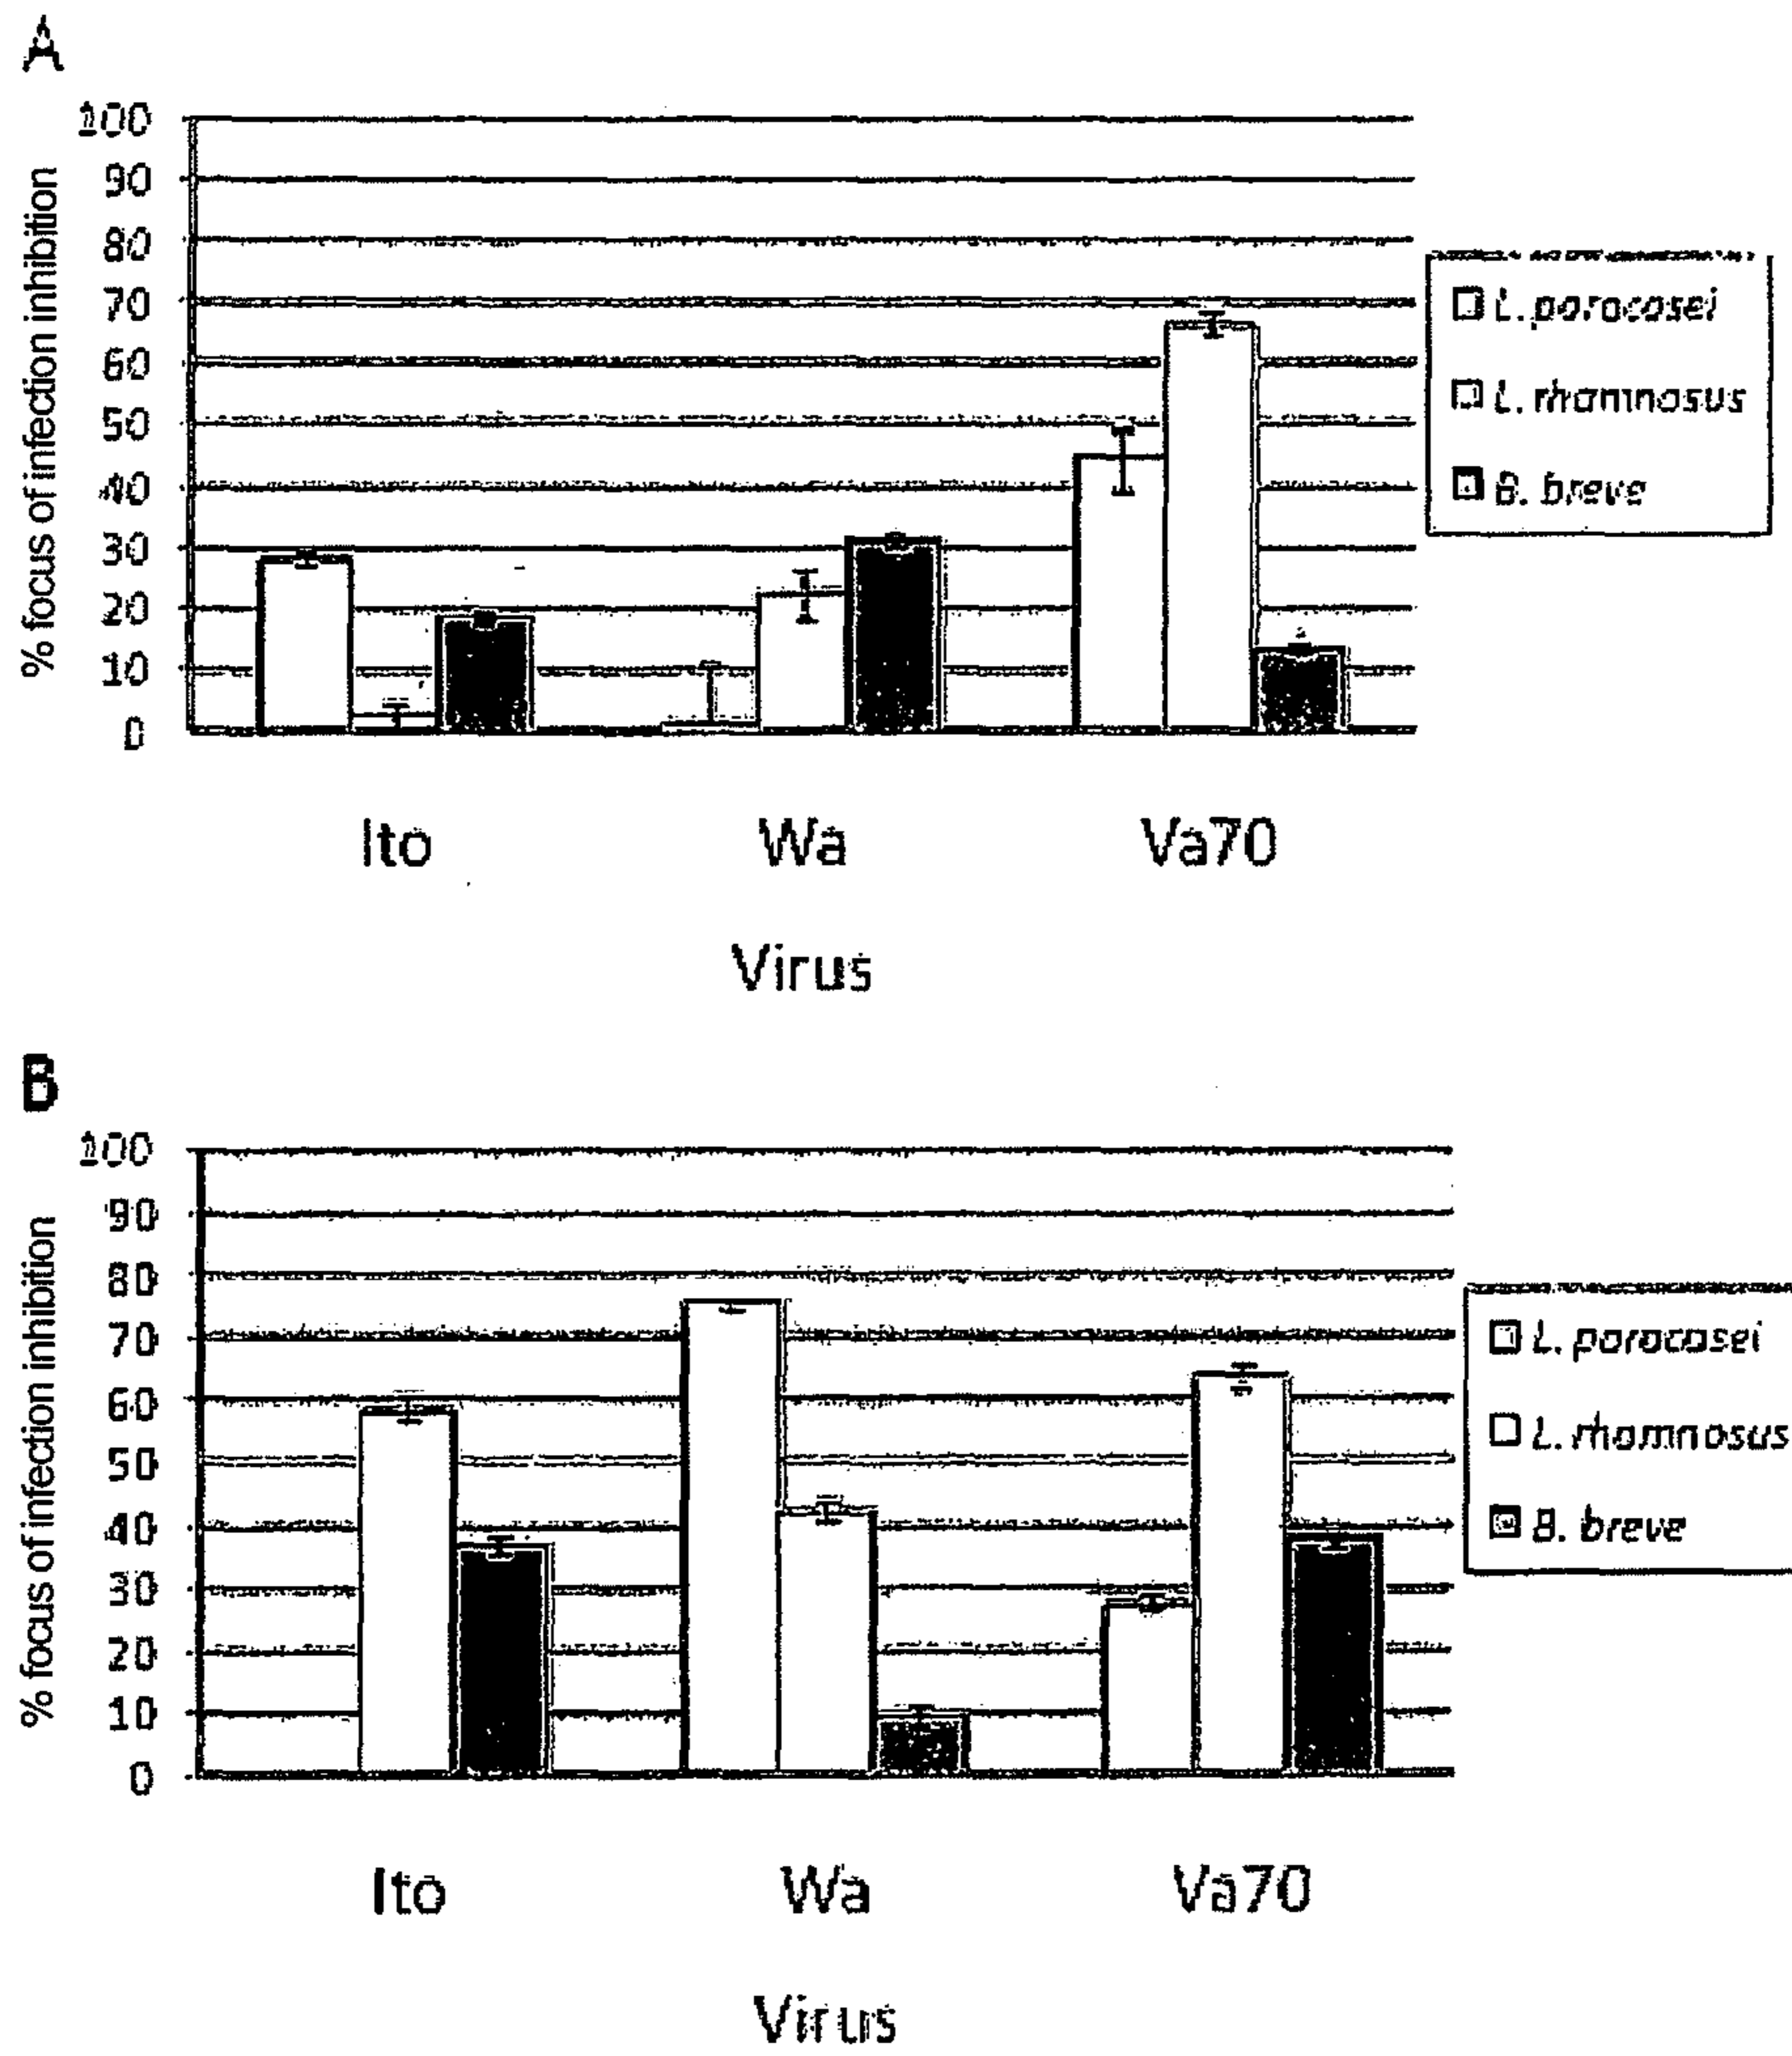 A
% focus of infection inhibition
100
90
80
70
60
50
40
30
20
10
0
Ito
Wa
Va70
Virus
L. paracasei
L. rhamnosus
B. breve
B
% focus of infection inhibition
100
90
80
70
60
50
40
30
20
10
0
Ito
Wa
Va70
Virus
L. paracasei
L. rhamnosus
B. breve